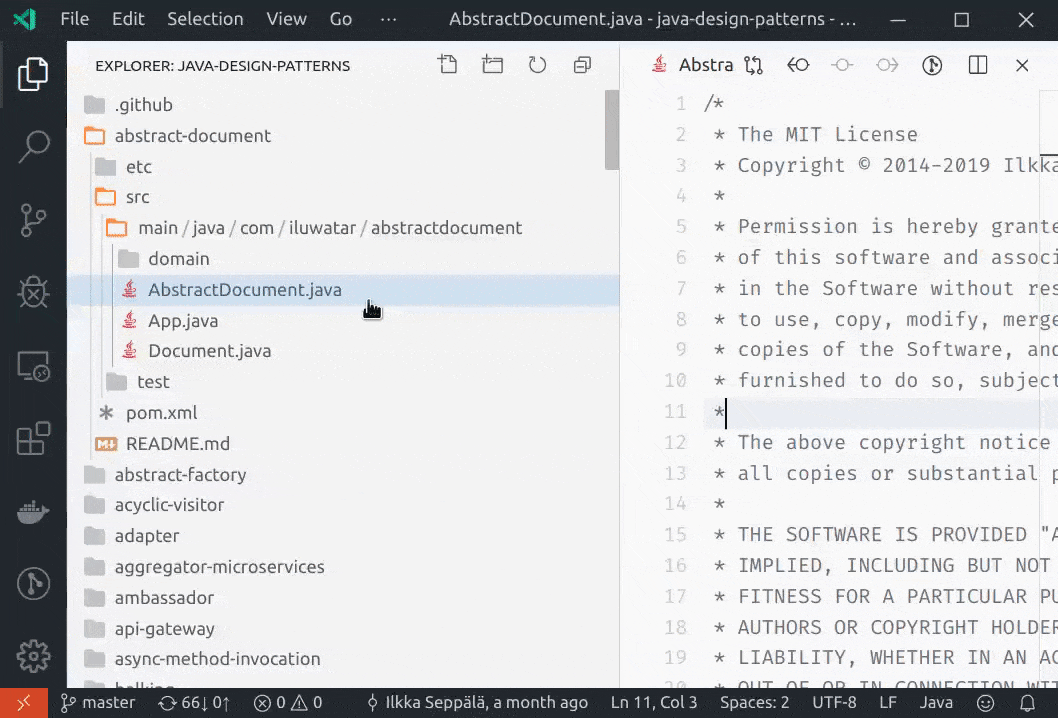 File Edit Selection View Go ··· AbstractDocument.java - java-design-patterns - ...
EXPLORER: JAVA-DESIGN-PATTERNS
.github
abstract-document
etc
src
main / java / com / iluwatar / abstractdocument
domain
AbstractDocument.java
App.java
Document.java
test
pom.xml
README.md
abstract-factory
acyclic-visitor
adapter
aggregator-microservices
ambassador
api-gateway
async-method-invocation
Abstra
1 /*
2 * The MIT License
3 * Copyright © 2014-2019 Ilkka
4 *
5 * Permission is hereby grante
6 * of this software and associ
7 * in the Software without res
8 * to use, copy, modify, merge
9 * copies of the Software, and
10 * furnished to do so, subject
11 *
12 * The above copyright notice
13 * all copies or substantial p
14 *
15 * THE SOFTWARE IS PROVIDED "A
16 * IMPLIED, INCLUDING BUT NOT
17 * FITNESS FOR A PARTICULAR PU
18 * AUTHORS OR COPYRIGHT HOLDER
19 * LIABILITY, WHETHER IN AN AC
master 66↓ 0↑ 0 0 Ilkka Seppälä, a month ago Ln 11, Col 3 Spaces: 2 UTF-8 LF Java